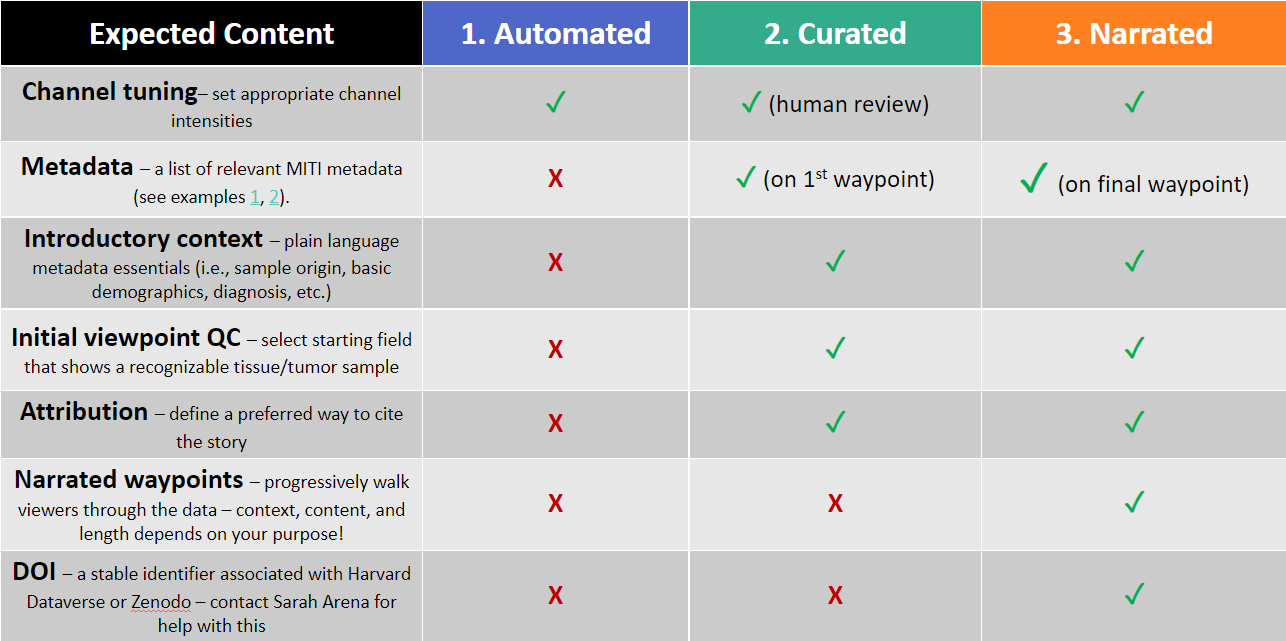 Expected Content 1. Automated 2. Curated 3. Narrated
Channel tuning– set appropriate channel
intensities
✓ ✓ (human review) ✓
Metadata – a list of relevant MITI metadata
(see examples 1, 2).
X ✓ (on 1st waypoint) ✓ (on final waypoint)
Introductory context – plain language
metadata essentials (i.e., sample origin, basic
demographics, diagnosis, etc.)
X ✓ ✓
Initial viewpoint QC – select starting field
that shows a recognizable tissue/tumor sample
X ✓ ✓
Attribution – define a preferred way to cite
the story
X ✓ ✓
Narrated waypoints – progressively walk
viewers through the data – context, content, and
length depends on your purpose!
X X ✓
DOI – a stable identifier associated with Harvard
Dataverse or Zenodo – contact Sarah Arena for
help with this
X X ✓